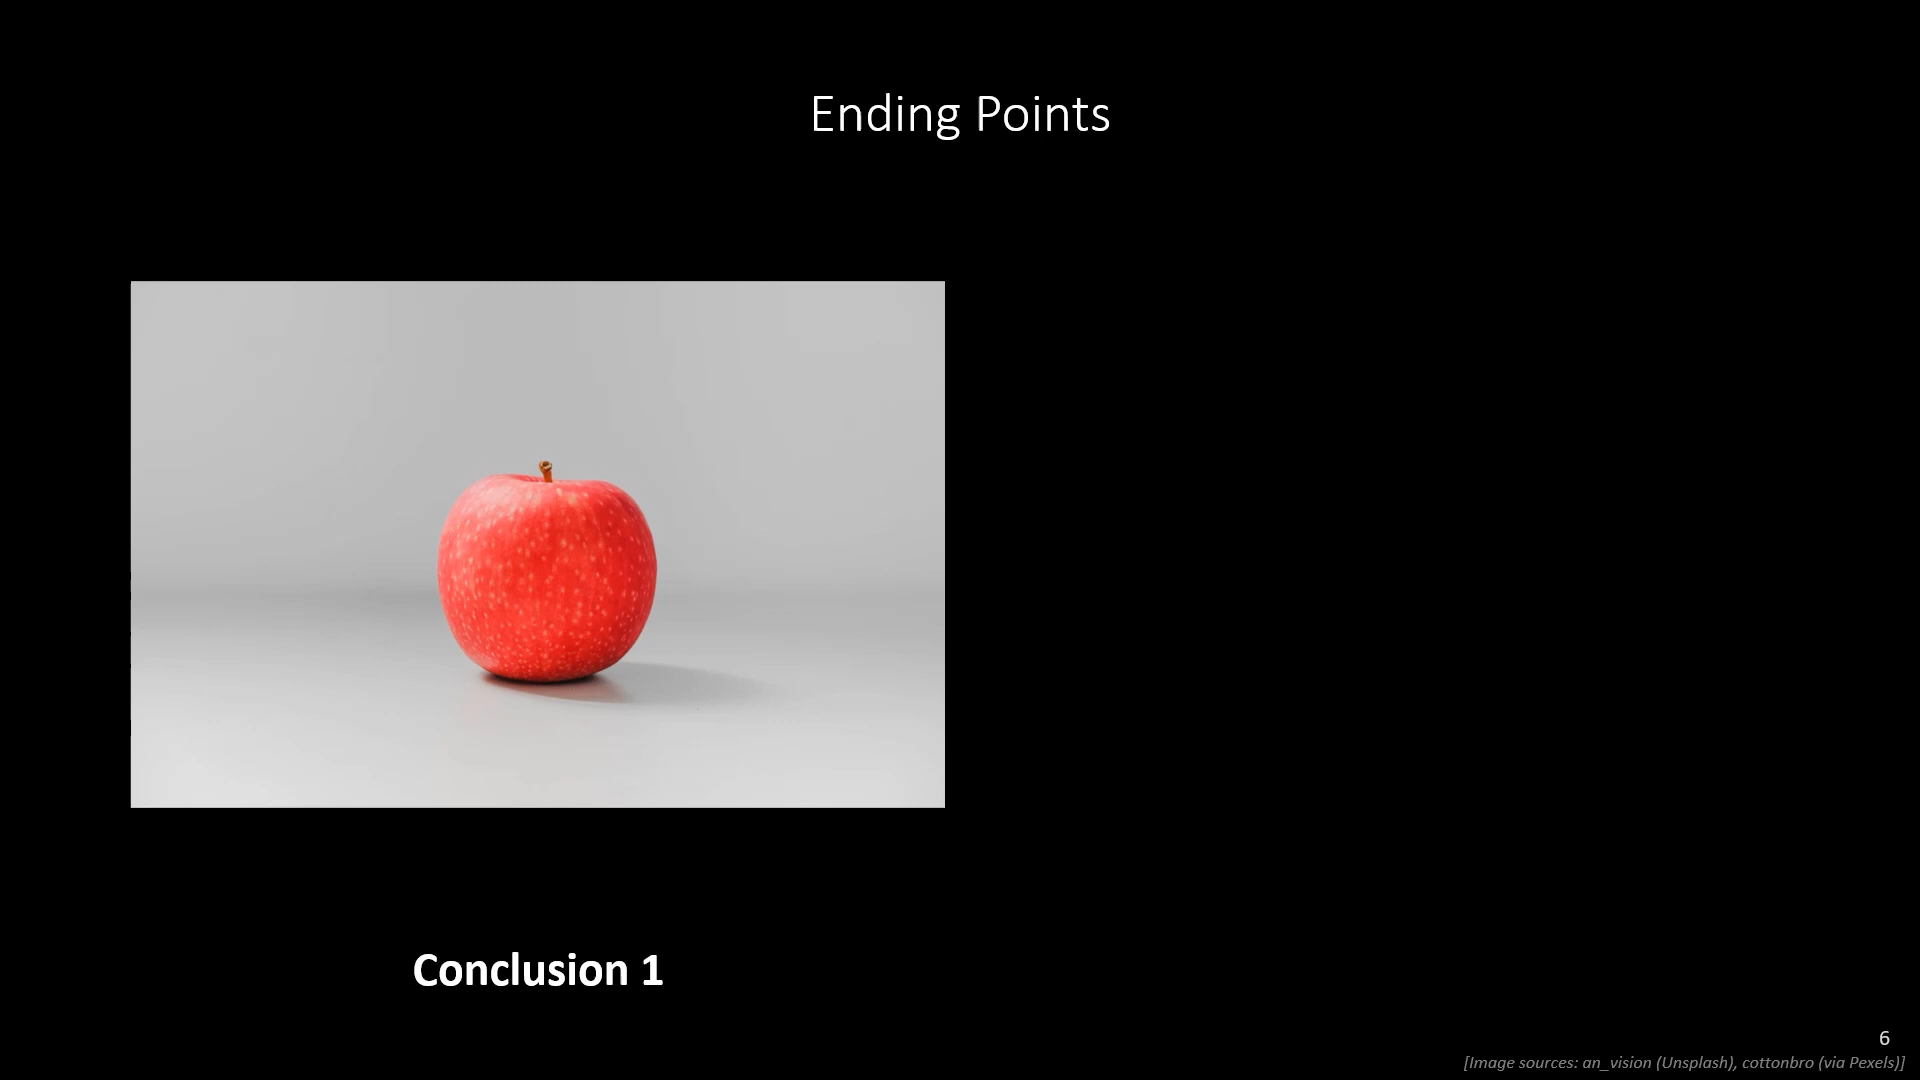 Ending Points
Conclusion 1
6
[Image sources: an_vision (Unsplash), cottonbro (via Pexels)]